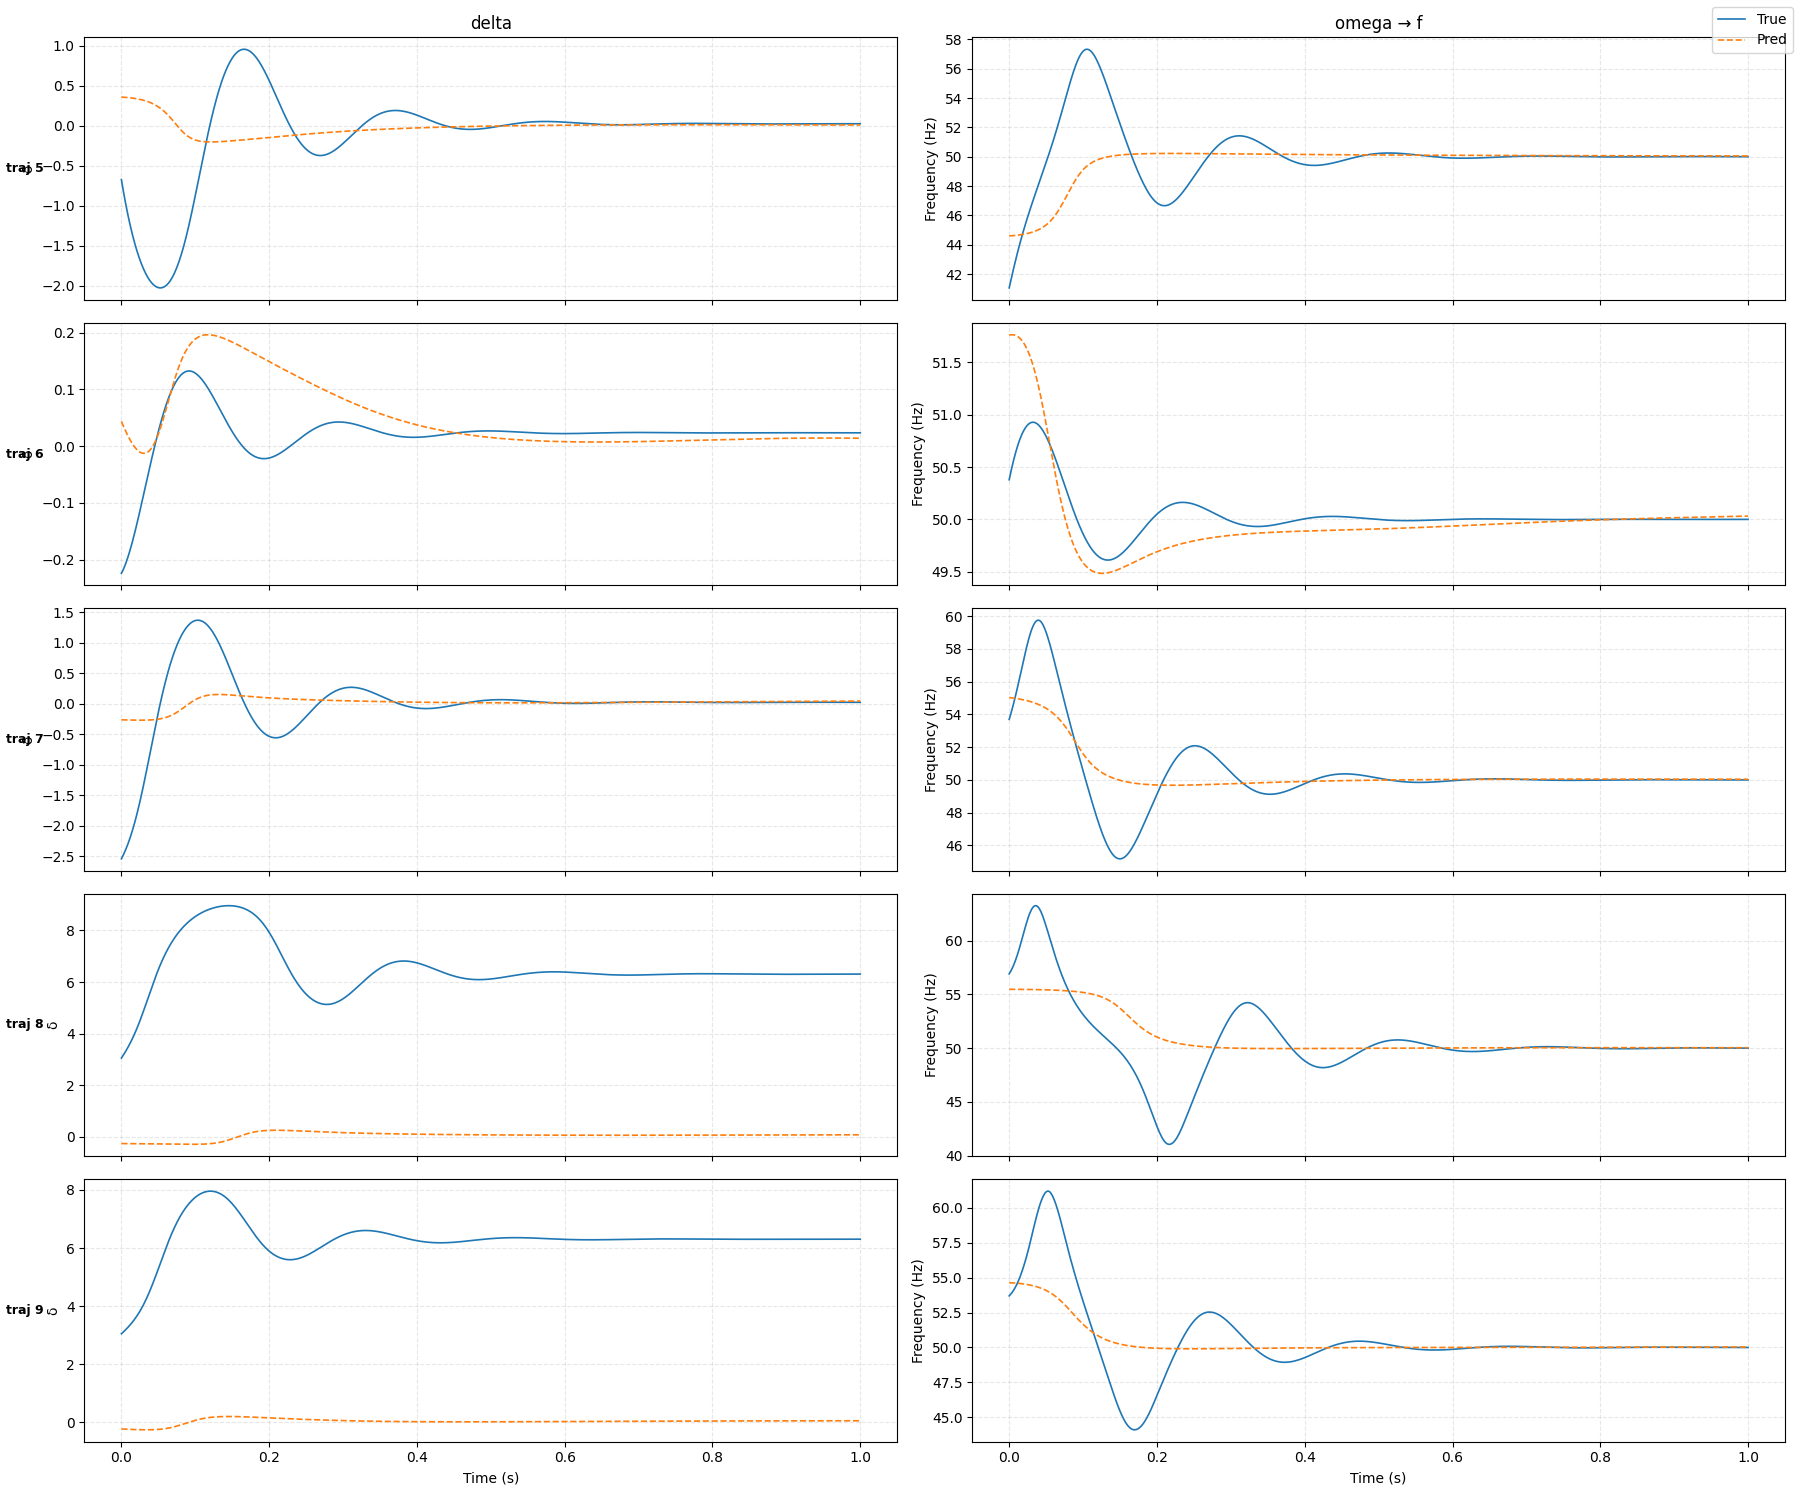 delta
omega → f
True
Pred
1.0
0.5
0.0
−0.5
−1.0
−1.5
−2.0
traj 5
δ
58
56
54
52
50
48
46
44
42
Frequency (Hz)
0.2
0.1
0.0
−0.1
−0.2
traj 6
δ
51.5
51.0
50.5
50.0
49.5
Frequency (Hz)
1.5
1.0
0.5
0.0
−0.5
−1.0
−1.5
−2.0
−2.5
traj 7
δ
60
58
56
54
52
50
48
46
Frequency (Hz)
8
6
4
2
0
traj 8
δ
60
55
50
45
40
Frequency (Hz)
8
6
4
2
0
traj 9
δ
60.0
57.5
55.0
52.5
50.0
47.5
45.0
Frequency (Hz)
0.0 0.2 0.4 0.6 0.8 1.0
Time (s)
0.0 0.2 0.4 0.6 0.8 1.0
Time (s)